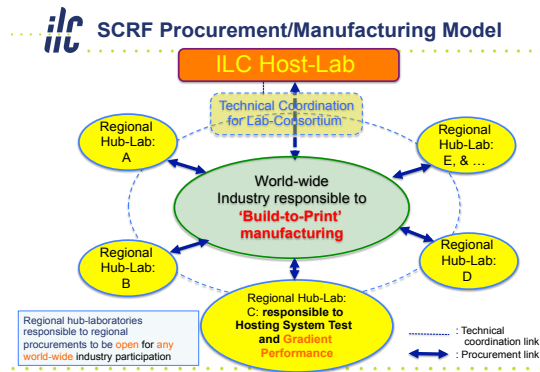 ilc
SCRF Procurement/Manufacturing Model
ILC Host-Lab
Technical Coordination
for Lab-Consortium
Regional
Hub-Lab:
A
Regional
Hub-Lab:
E, & ...
World-wide
Industry responsible to
‘Build-to-Print’
manufacturing
Regional
Hub-Lab:
B
Regional
Hub-Lab:
D
Regional Hub-Lab:
C: responsible to
Hosting System Test
and Gradient
Performance
Regional hub-laboratories
responsible to regional
procurements to be open for any
world-wide industry participation
: Technical
coordination link
: Procurement link